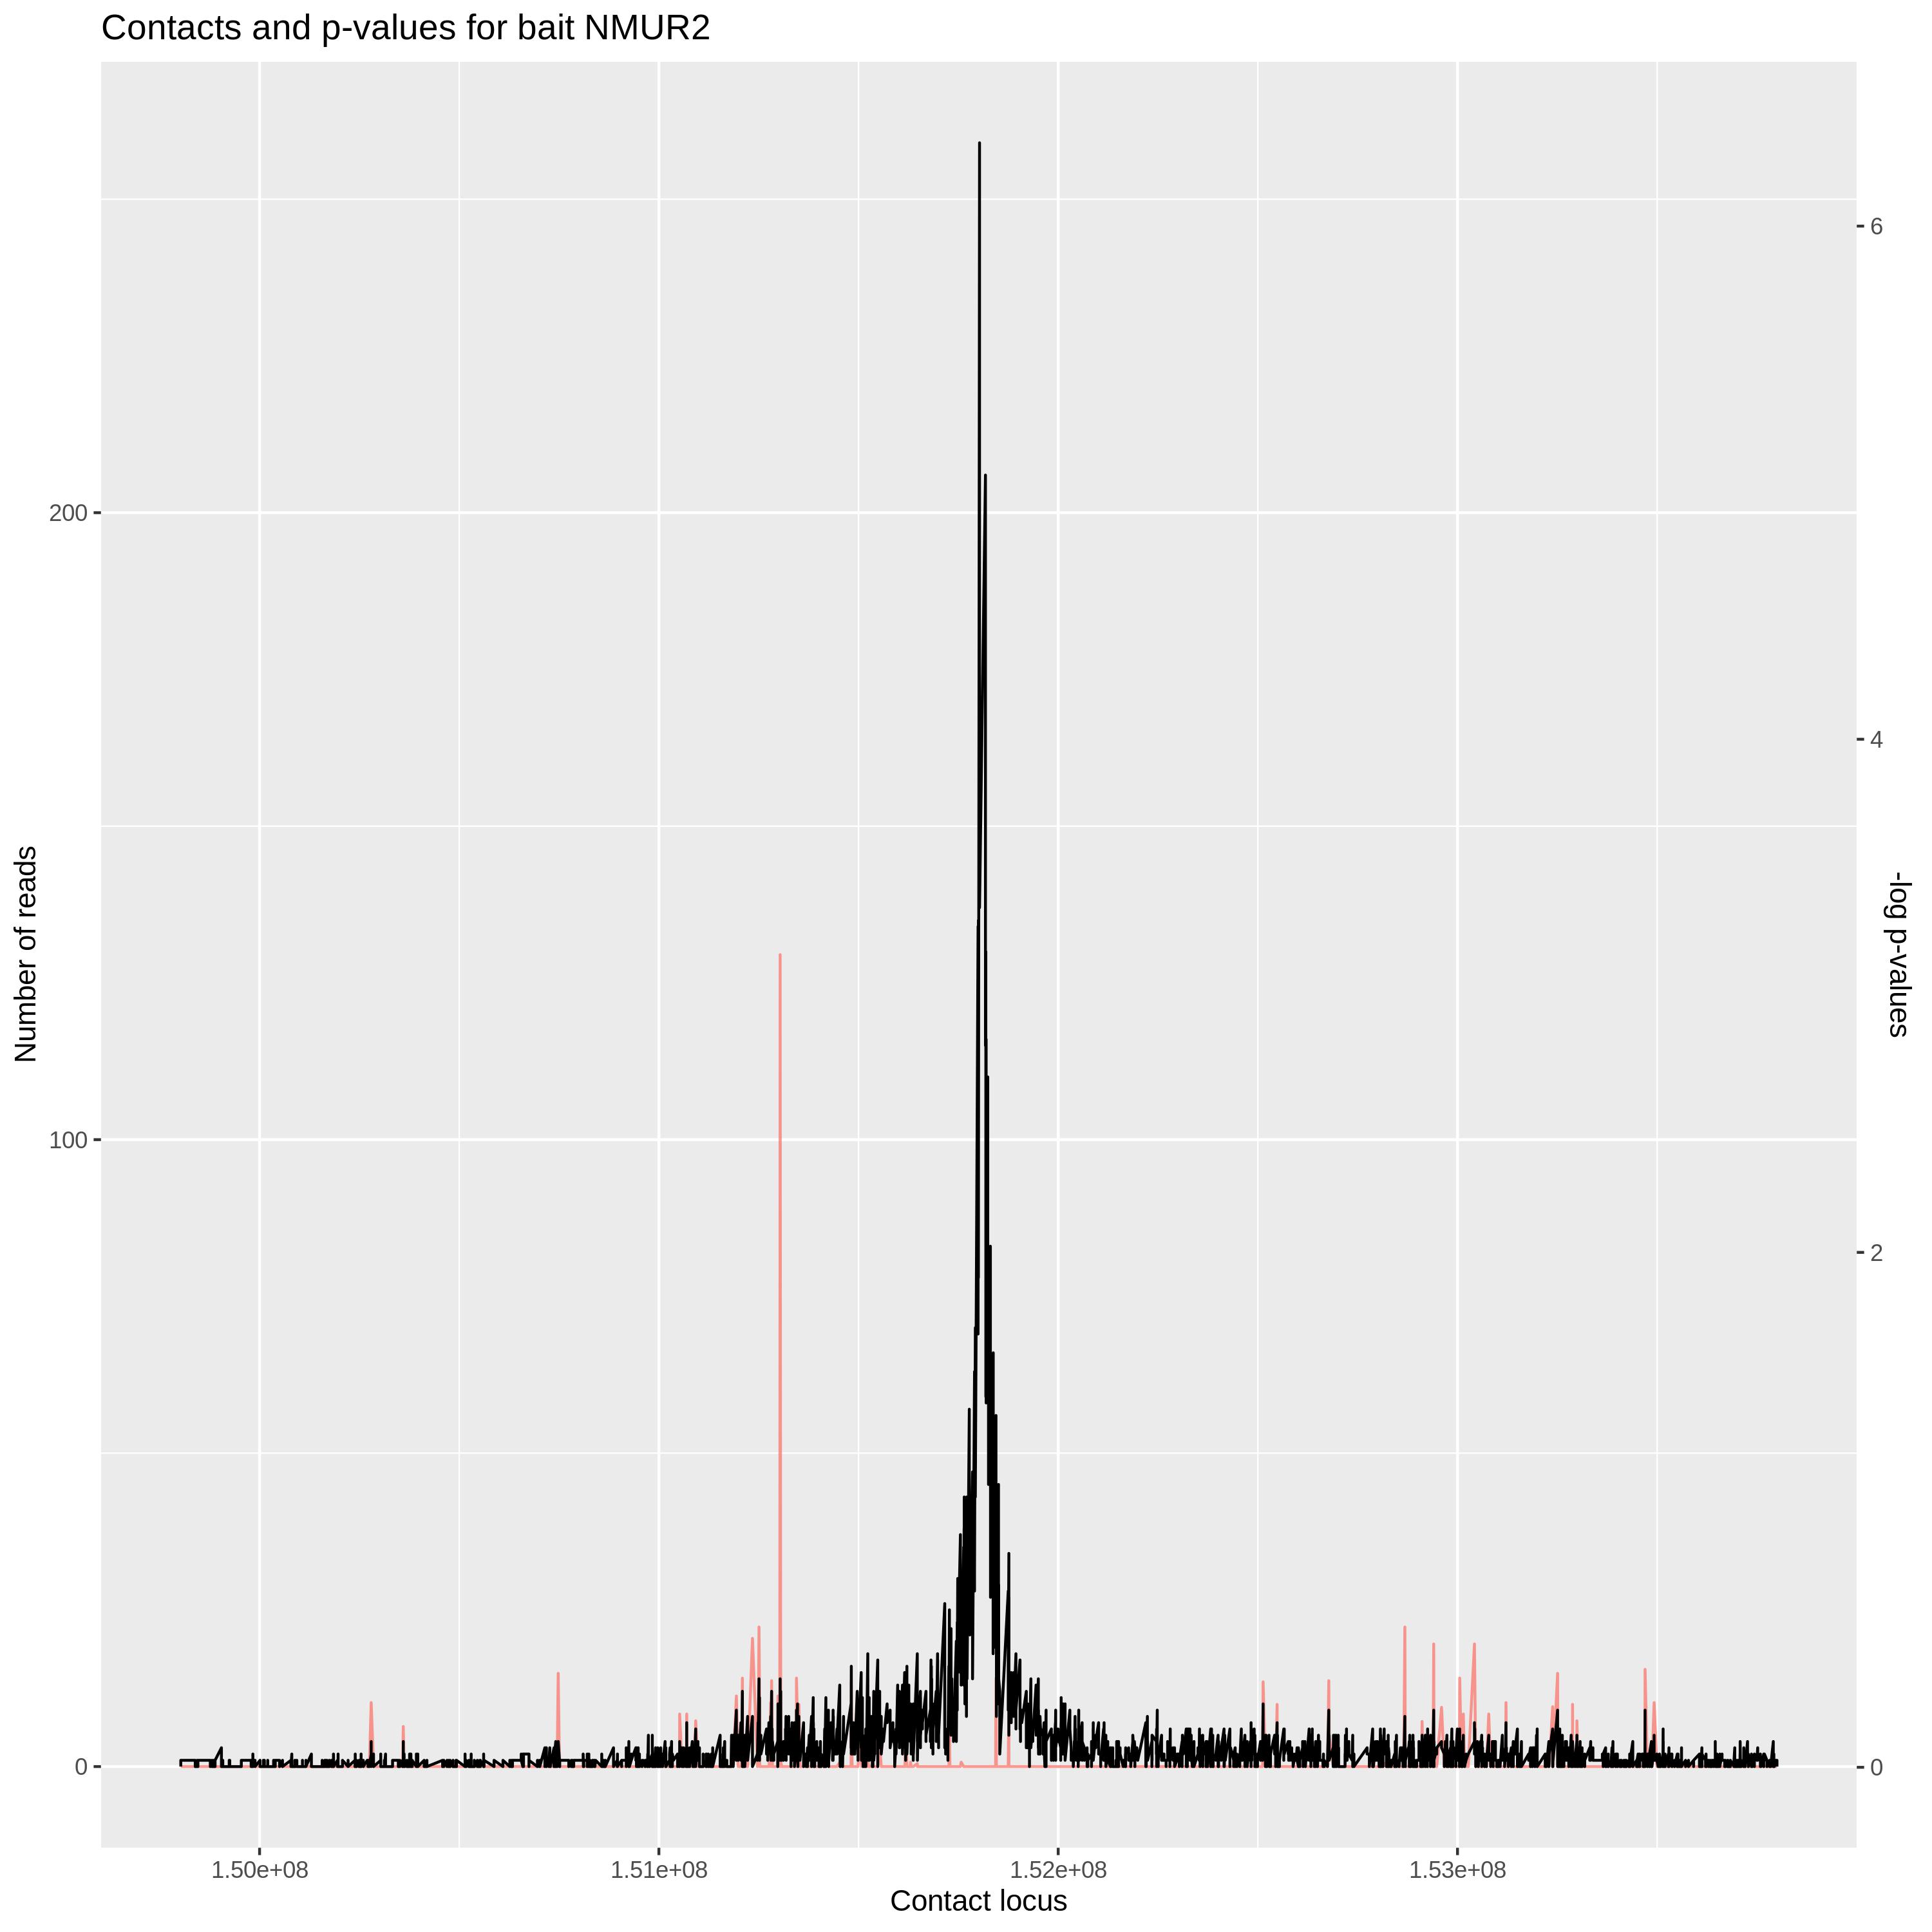 Contacts and p-values for bait NMUR2
Number of reads
200
100
0
6
4
2
0
-log p-values
1.50e+08
1.51e+08
1.52e+08
1.53e+08
Contact locus